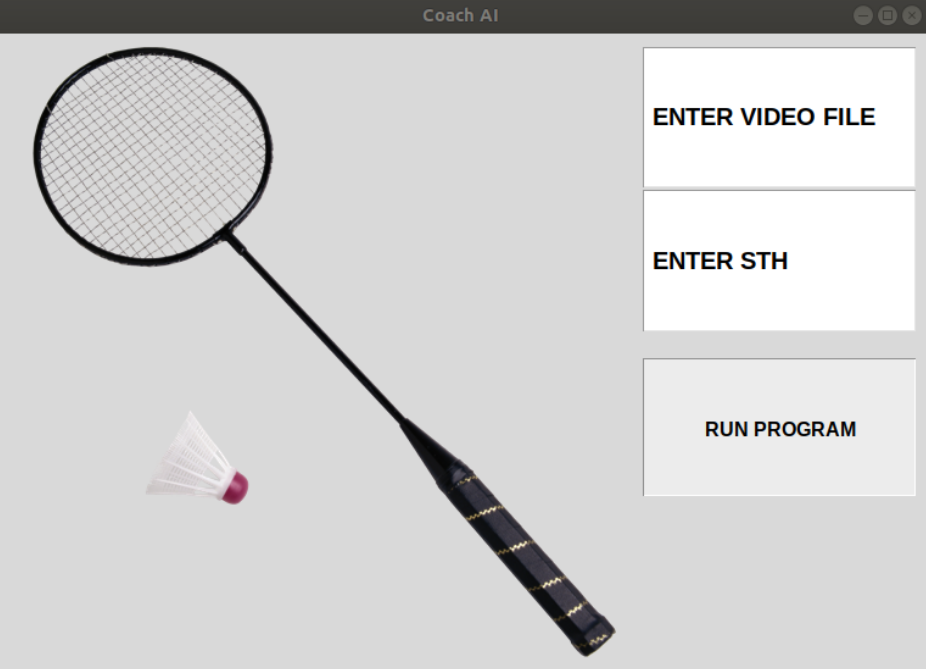 Coach AI
ENTER VIDEO FILE
ENTER STH
RUN PROGRAM